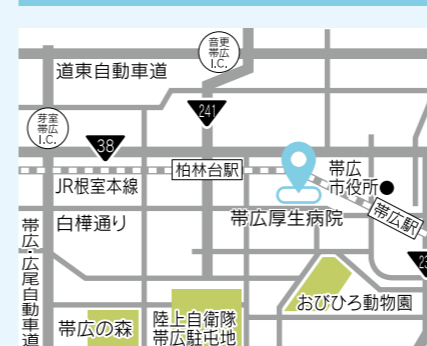 音更
帯広
I.C.
道東自動車道
241
芽室
帯広
I.C.
38
柏林台駅
帯広
市役所
JR根室本線
帯広駅
白樺通り
帯広厚生病院
帯広・広尾自動車道
おびひろ動物園
帯広の森
陸上自衛隊
帯広駐屯地